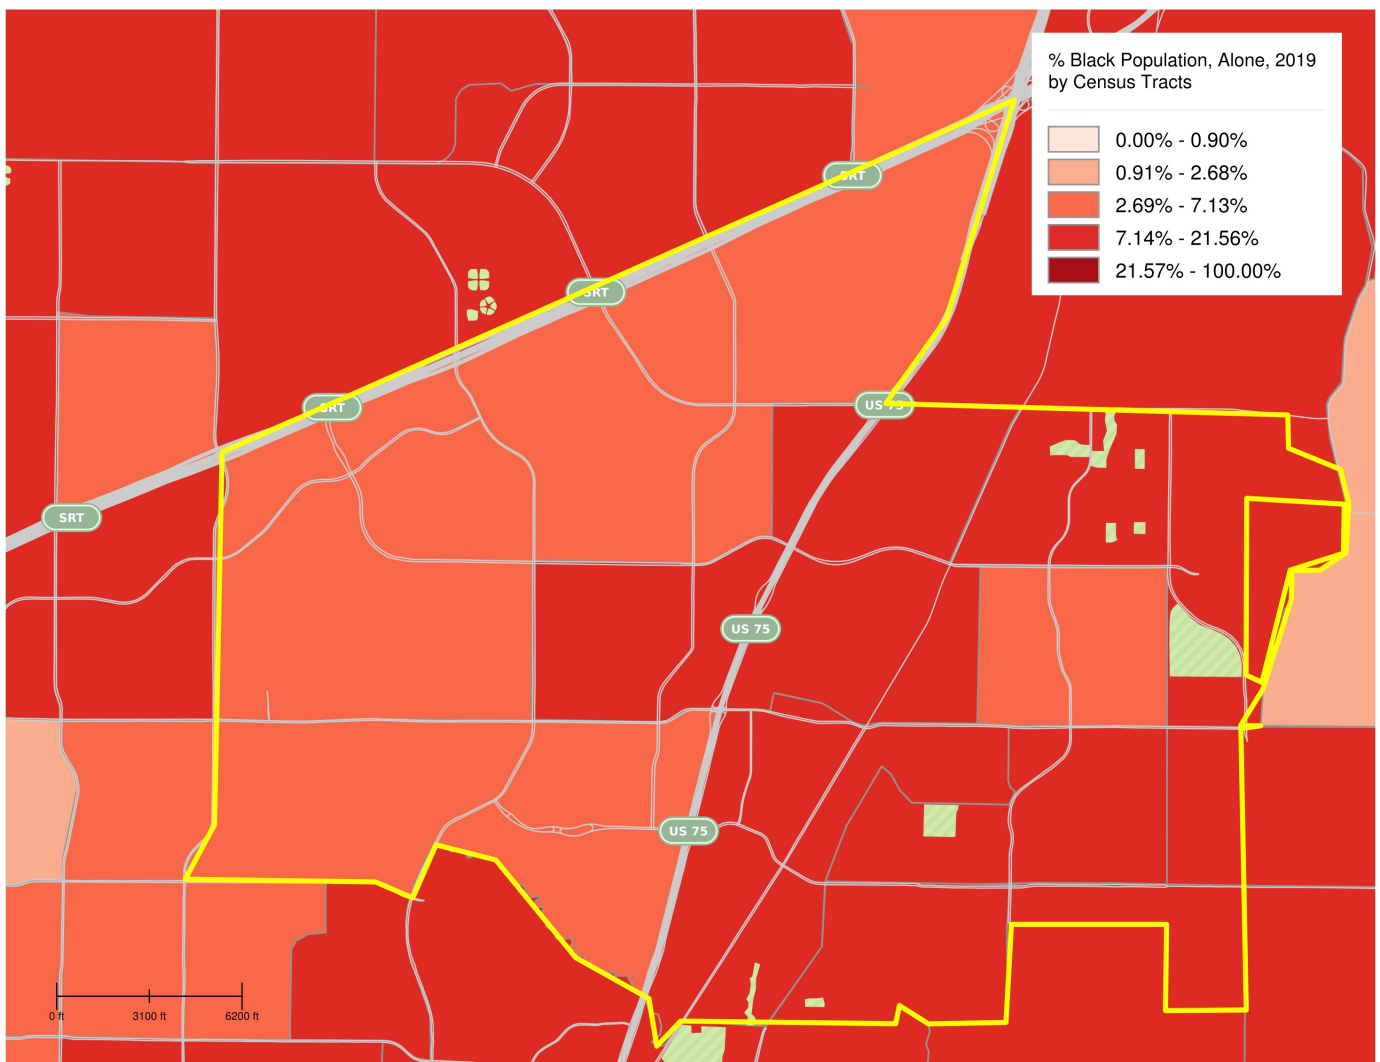 % Black Population, Alone, 2019
by Census Tracts
0.00% - 0.90%
0.91% - 2.68%
2.69% - 7.13%
7.14% - 21.56%
21.57% - 100.00%
SRT
SRT
SRT
US 75
SRT
US 75
US 75
0 ft 3100 ft 6200 ft